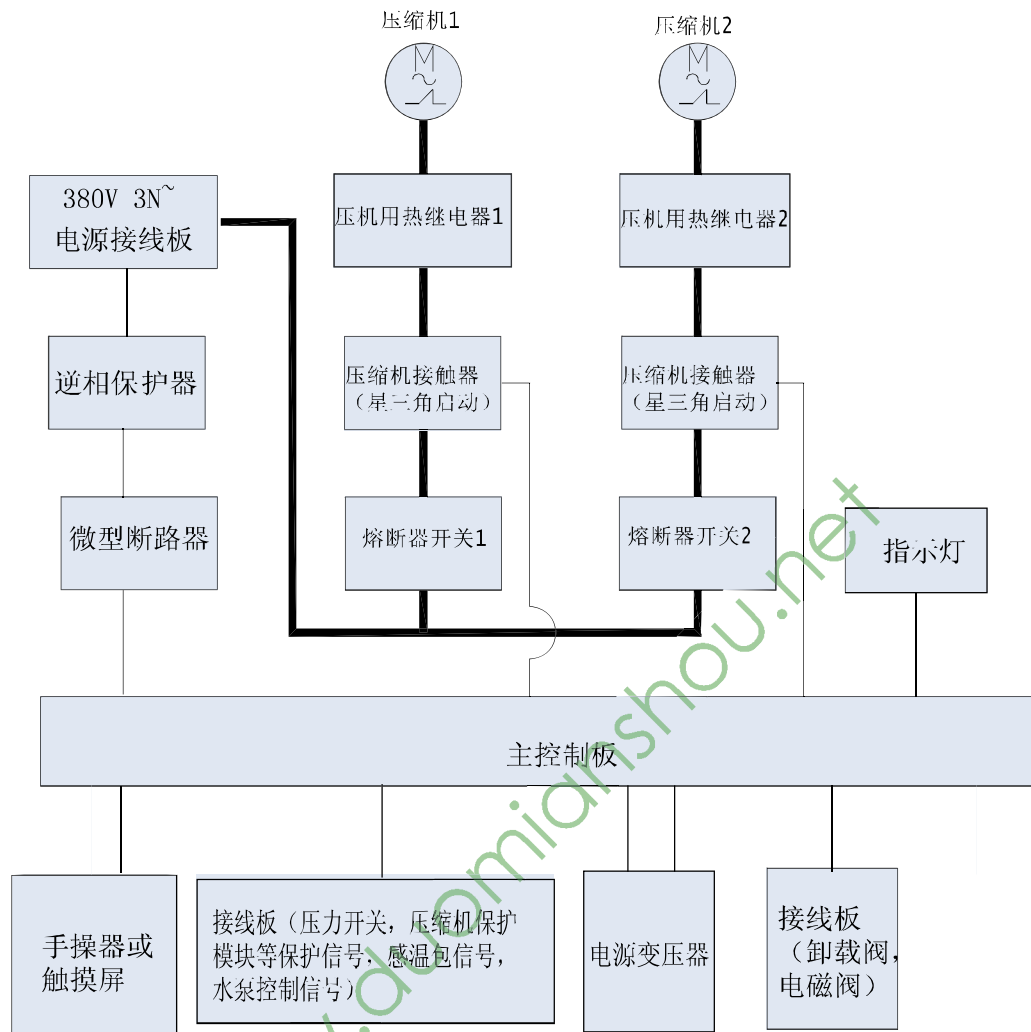 压缩机1
压缩机2
M
M
380V 3N~
电源接线板
压机用热继电器1
压机用热继电器2
逆相保护器
压缩机接触器
（星三角启动）
压缩机接触器
（星三角启动）
微型断路器
熔断器开关1
熔断器开关2
指示灯
主控制板
手操器或
触摸屏
接线板（压力开关，压缩机保护
模块等保护信号，感温包信号，
水泵控制信号）
电源变压器
接线板
（卸载阀，
电磁阀）
.duomianshou.net